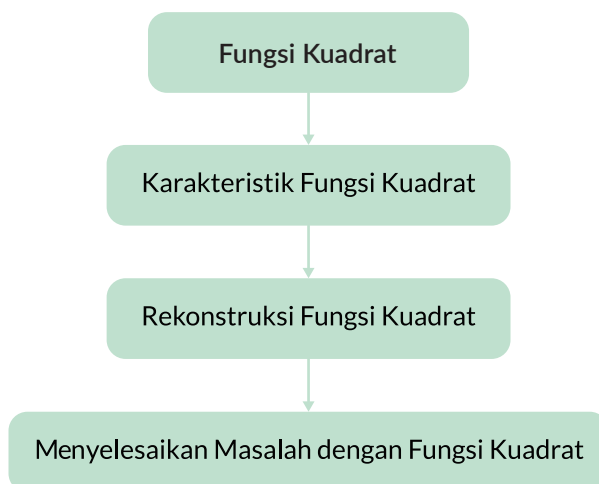 Fungsi Kuadrat
Karakteristik Fungsi Kuadrat
Rekonstruksi Fungsi Kuadrat
Menyelesaikan Masalah dengan Fungsi Kuadrat